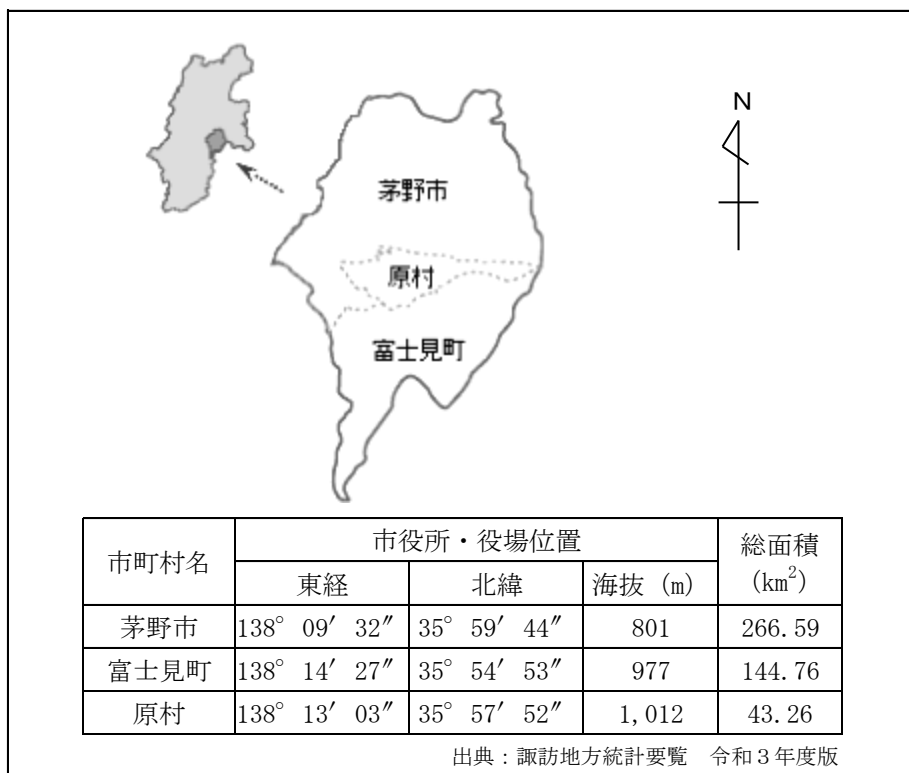 N
茅野市
原村
富士見町
市町村名 市役所・役場位置 総面積
東経 北緯 海抜 (m) (km²)
茅野市 138° 09′ 32″ 35° 59′ 44″ 801 266.59
富士見町 138° 14′ 27″ 35° 54′ 53″ 977 144.76
原村 138° 13′ 03″ 35° 57′ 52″ 1,012 43.26
出典：諏訪地方統計要覧 令和３年度版